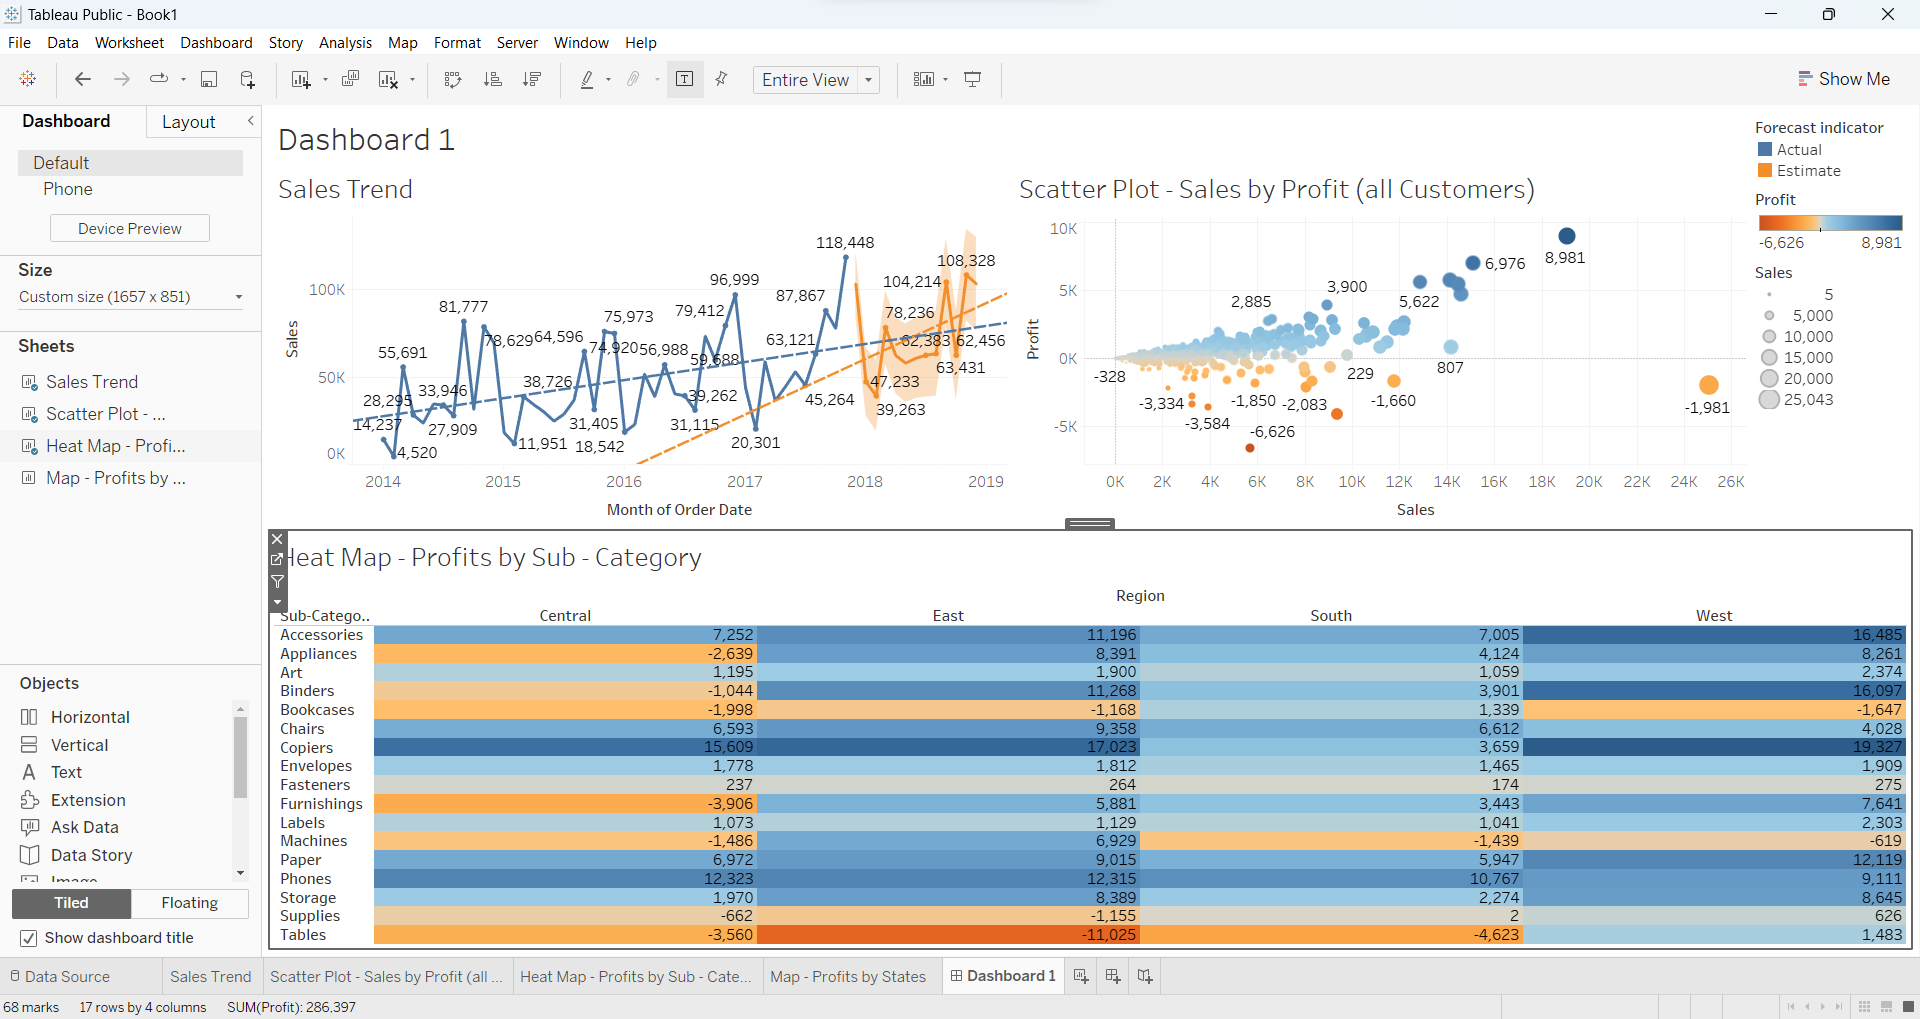 Tableau Public - Book1
File Data Worksheet Dashboard Story Analysis Map Format Server Window Help
Entire View
Show Me
Dashboard Layout
Default
Phone
Device Preview
Size
Custom size (1657 x 851)
Sheets
Sales Trend
Scatter Plot - ...
Heat Map - Profi...
Map - Profits by ...
Objects
Horizontal
Vertical
Text
Extension
Ask Data
Data Story
Tiled Floating
Show dashboard title
Dashboard 1
Sales Trend
118,448
108,328
96,999
104,214
87,867
81,777
79,412
78,236
75,973
78,629
64,596
63,121
62,383
62,456
55,691
74,920
56,988
59,688
63,431
33,946
38,726
47,233
28,295
39,262
45,264
39,263
14,237
27,909
31,405
31,115
4,520
11,951
18,542
20,301
100K
50K
0K
Sales
2014 2015 2016 2017 2018 2019
Month of Order Date
Scatter Plot - Sales by Profit (all Customers)
10K
5K
0K
-5K
Profit
8,981
6,976
3,900
2,885
5,622
807
229
-328
-3,334
-1,850
-2,083
-1,660
-1,981
-3,584
-6,626
0K 2K 4K 6K 8K 10K 12K 14K 16K 18K 20K 22K 24K 26K
Sales
Forecast indicator
Actual
Estimate
Profit
-6,626 8,981
Sales
5
5,000
10,000
15,000
20,000
25,043
Heat Map - Profits by Sub - Category
Region
Sub-Catego.. Central East South West
Accessories 7,252 11,196 7,005 16,485
Appliances -2,639 8,391 4,124 8,261
Art 1,195 1,900 1,059 2,374
Binders -1,044 11,268 3,901 16,097
Bookcases -1,998 -1,168 1,339 -1,647
Chairs 6,593 9,358 6,612 4,028
Copiers 15,609 17,023 3,659 19,327
Envelopes 1,778 1,812 1,465 1,909
Fasteners 237 264 174 275
Furnishings -3,906 5,881 3,443 7,641
Labels 1,073 1,129 1,041 2,303
Machines -1,486 6,929 -1,439 -619
Paper 6,972 9,015 5,947 12,119
Phones 12,323 12,315 10,767 9,111
Storage 1,970 8,389 2,274 8,645
Supplies -662 -1,155 2 626
Tables -3,560 -11,025 -4,623 1,483
Data Source Sales Trend Scatter Plot - Sales by Profit (all ... Heat Map - Profits by Sub - Cate... Map - Profits by States Dashboard 1
68 marks 17 rows by 4 columns SUM(Profit): 286,397